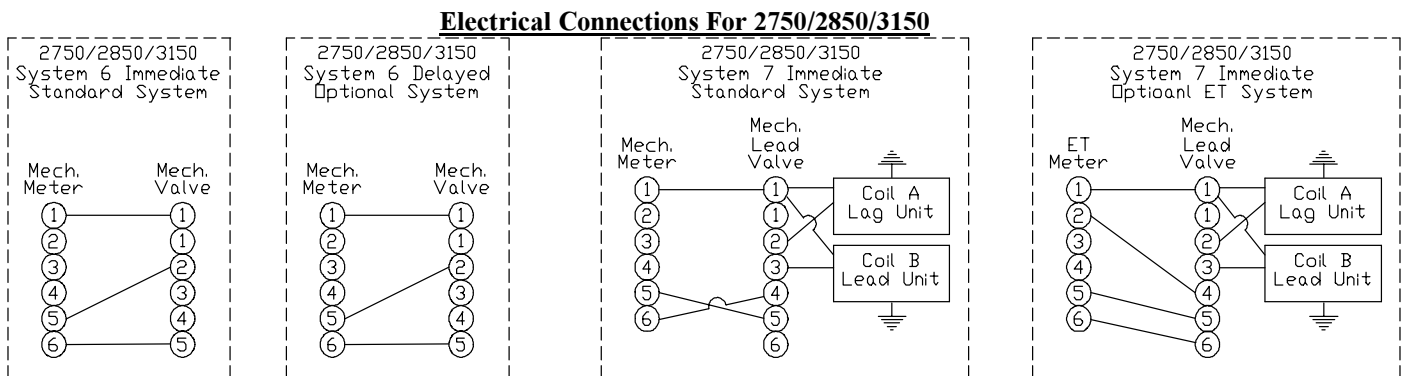 Electrical Connections For 2750/2850/3150
2750/2850/3150
System 6 Immediate
Standard System
Mech.
Meter
Mech.
Valve
1
2
3
4
5
6
1
1
2
3
4
5
2750/2850/3150
System 6 Delayed
Optional System
Mech.
Meter
Mech.
Valve
1
2
3
4
5
6
1
1
2
3
4
5
2750/2850/3150
System 7 Immediate
Standard System
Mech.
Meter
Mech.
Lead
Valve
1
2
3
4
5
6
1
1
2
3
4
5
6
Coil A
Lag Unit
Coil B
Lead Unit
2750/2850/3150
System 7 Immediate
Optioanl ET System
ET
Meter
Mech.
Lead
Valve
1
2
3
4
5
6
1
1
2
3
4
5
6
Coil A
Lag Unit
Coil B
Lead Unit